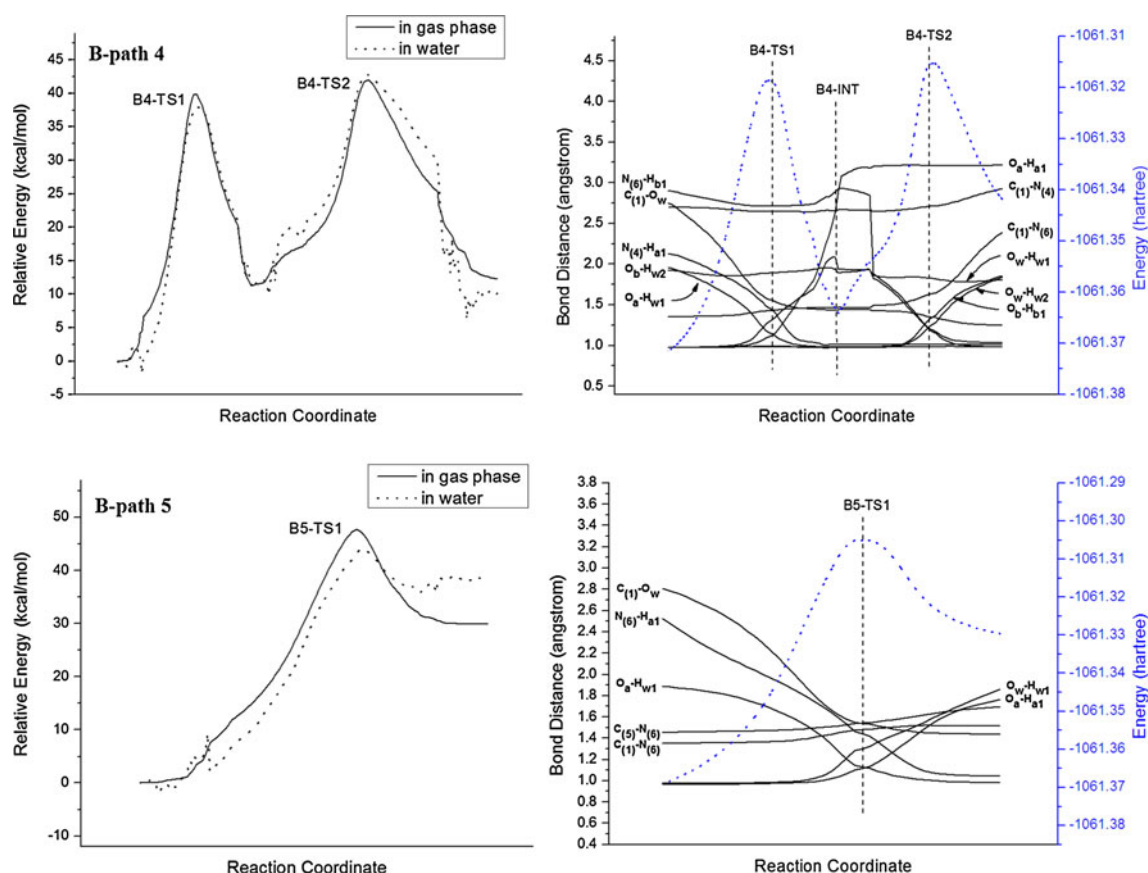 in gas phase
in water
B-path 4
B4-TS1
B4-TS2
45
40
35
30
25
20
15
10
5
0
-5
Relative Energy (kcal/mol)
Reaction Coordinate
B4-TS1
B4-INT
B4-TS2
4.5
4.0
3.5
3.0
2.5
2.0
1.5
1.0
0.5
Bond Distance (angstrom)
N(6)-Hb1
C(1)-Ow
N(4)-Ha1
Ob-Hw2
Oa-Hw1
Oa-Ha1
C(1)-N(4)
C(1)-N(6)
Ow-Hw1
Ow-Hw2
Ob-Hb1
-1061.31
-1061.32
-1061.33
-1061.34
-1061.35
-1061.36
-1061.37
-1061.38
Energy (hartree)
Reaction Coordinate
in gas phase
in water
B-path 5
B5-TS1
50
40
30
20
10
0
-10
Relative Energy (kcal/mol)
Reaction Coordinate
B5-TS1
3.8
3.6
3.4
3.2
3.0
2.8
2.6
2.4
2.2
2.0
1.8
1.6
1.4
1.2
1.0
0.8
0.6
0.4
Bond Distance (angstrom)
C(1)-Ow
N(6)-Ha1
Oa-Hw1
C(5)-N(6)
C(1)-N(6)
Ow-Hw1
Oa-Ha1
-1061.29
-1061.30
-1061.31
-1061.32
-1061.33
-1061.34
-1061.35
-1061.36
-1061.37
-1061.38
Energy (hartree)
Reaction Coordinate